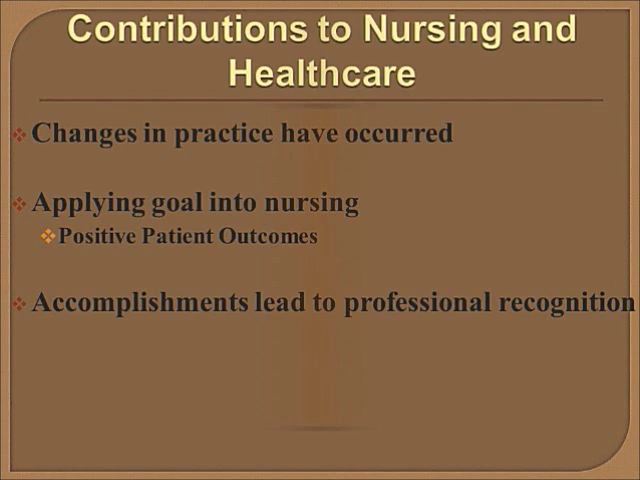 Contributions to Nursing and
Healthcare
Changes in practice have occurred
Applying goal into nursing
Positive Patient Outcomes
Accomplishments lead to professional recognition